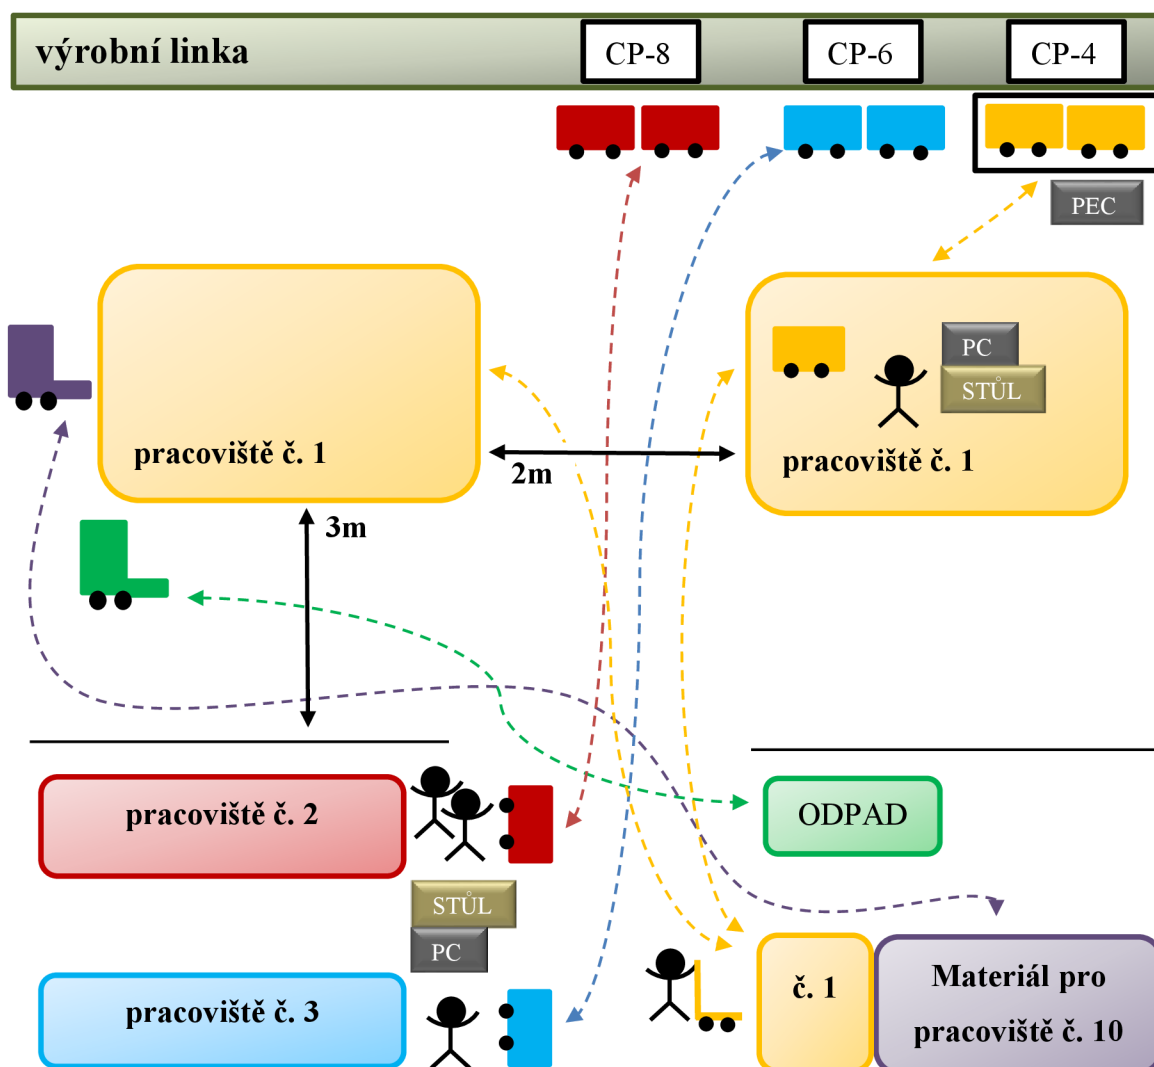 výrobní linka
CP-8
CP-6
CP-4
PEC
PC
STŮL
pracoviště č. 1
pracoviště č. 1
2m
3m
pracoviště č. 2
ODPAD
STŮL
PC
pracoviště č. 3
č. 1
Materiál pro
pracoviště č. 10